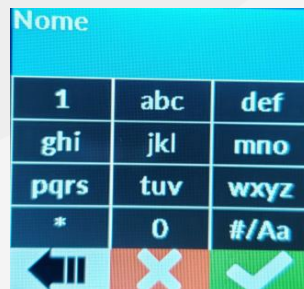 Nome
1 abc def
ghi jkl mno
pqrs tuv wxyz
* 0 #/Aa